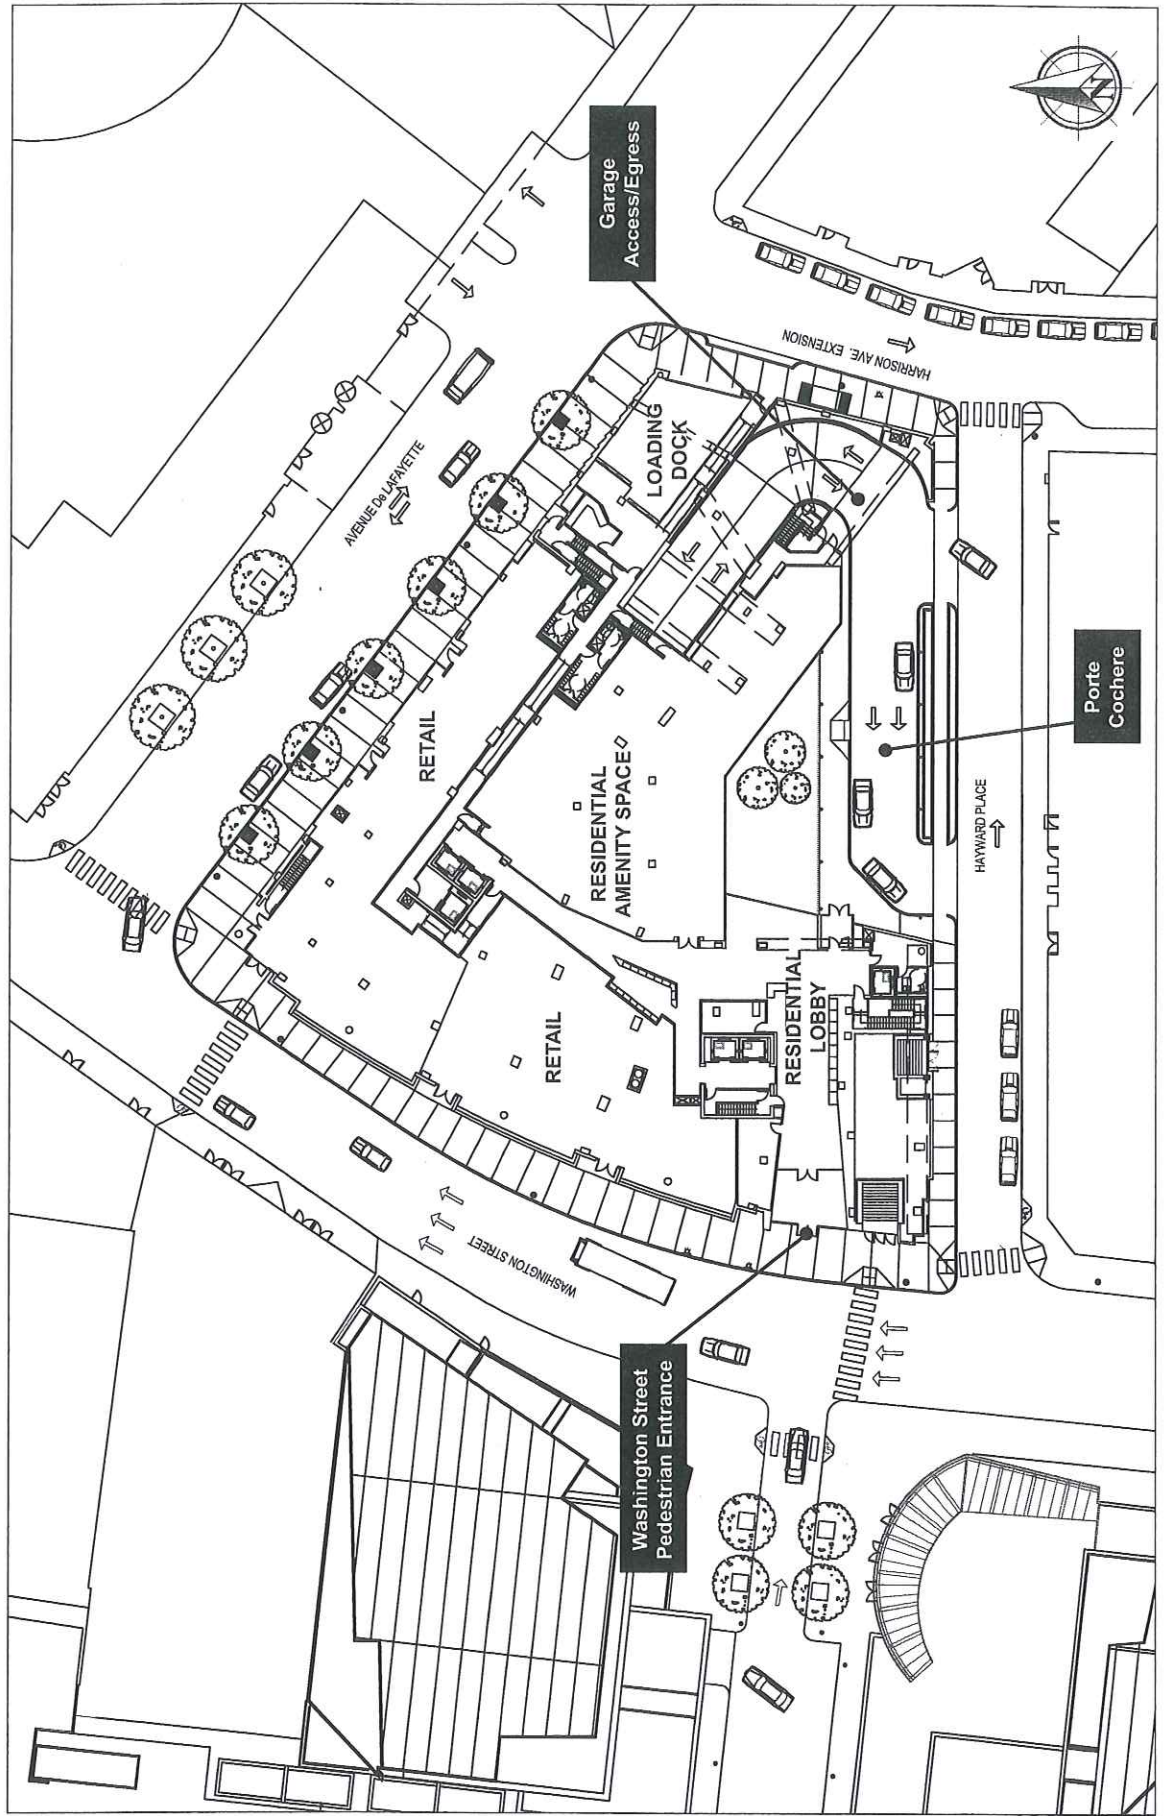 AVENUE De LAFAYETTE
Garage
Access/Egress
HARRISON AVE. EXTENSION
LOADING
DOCK
RETAIL
RESIDENTIAL
AMENITY SPACE
RETAIL
RESIDENTIAL
LOBBY
Porte
Cochere
HAYWARD PLACE
WASHINGTON STREET
Washington Street
Pedestrian Entrance
N